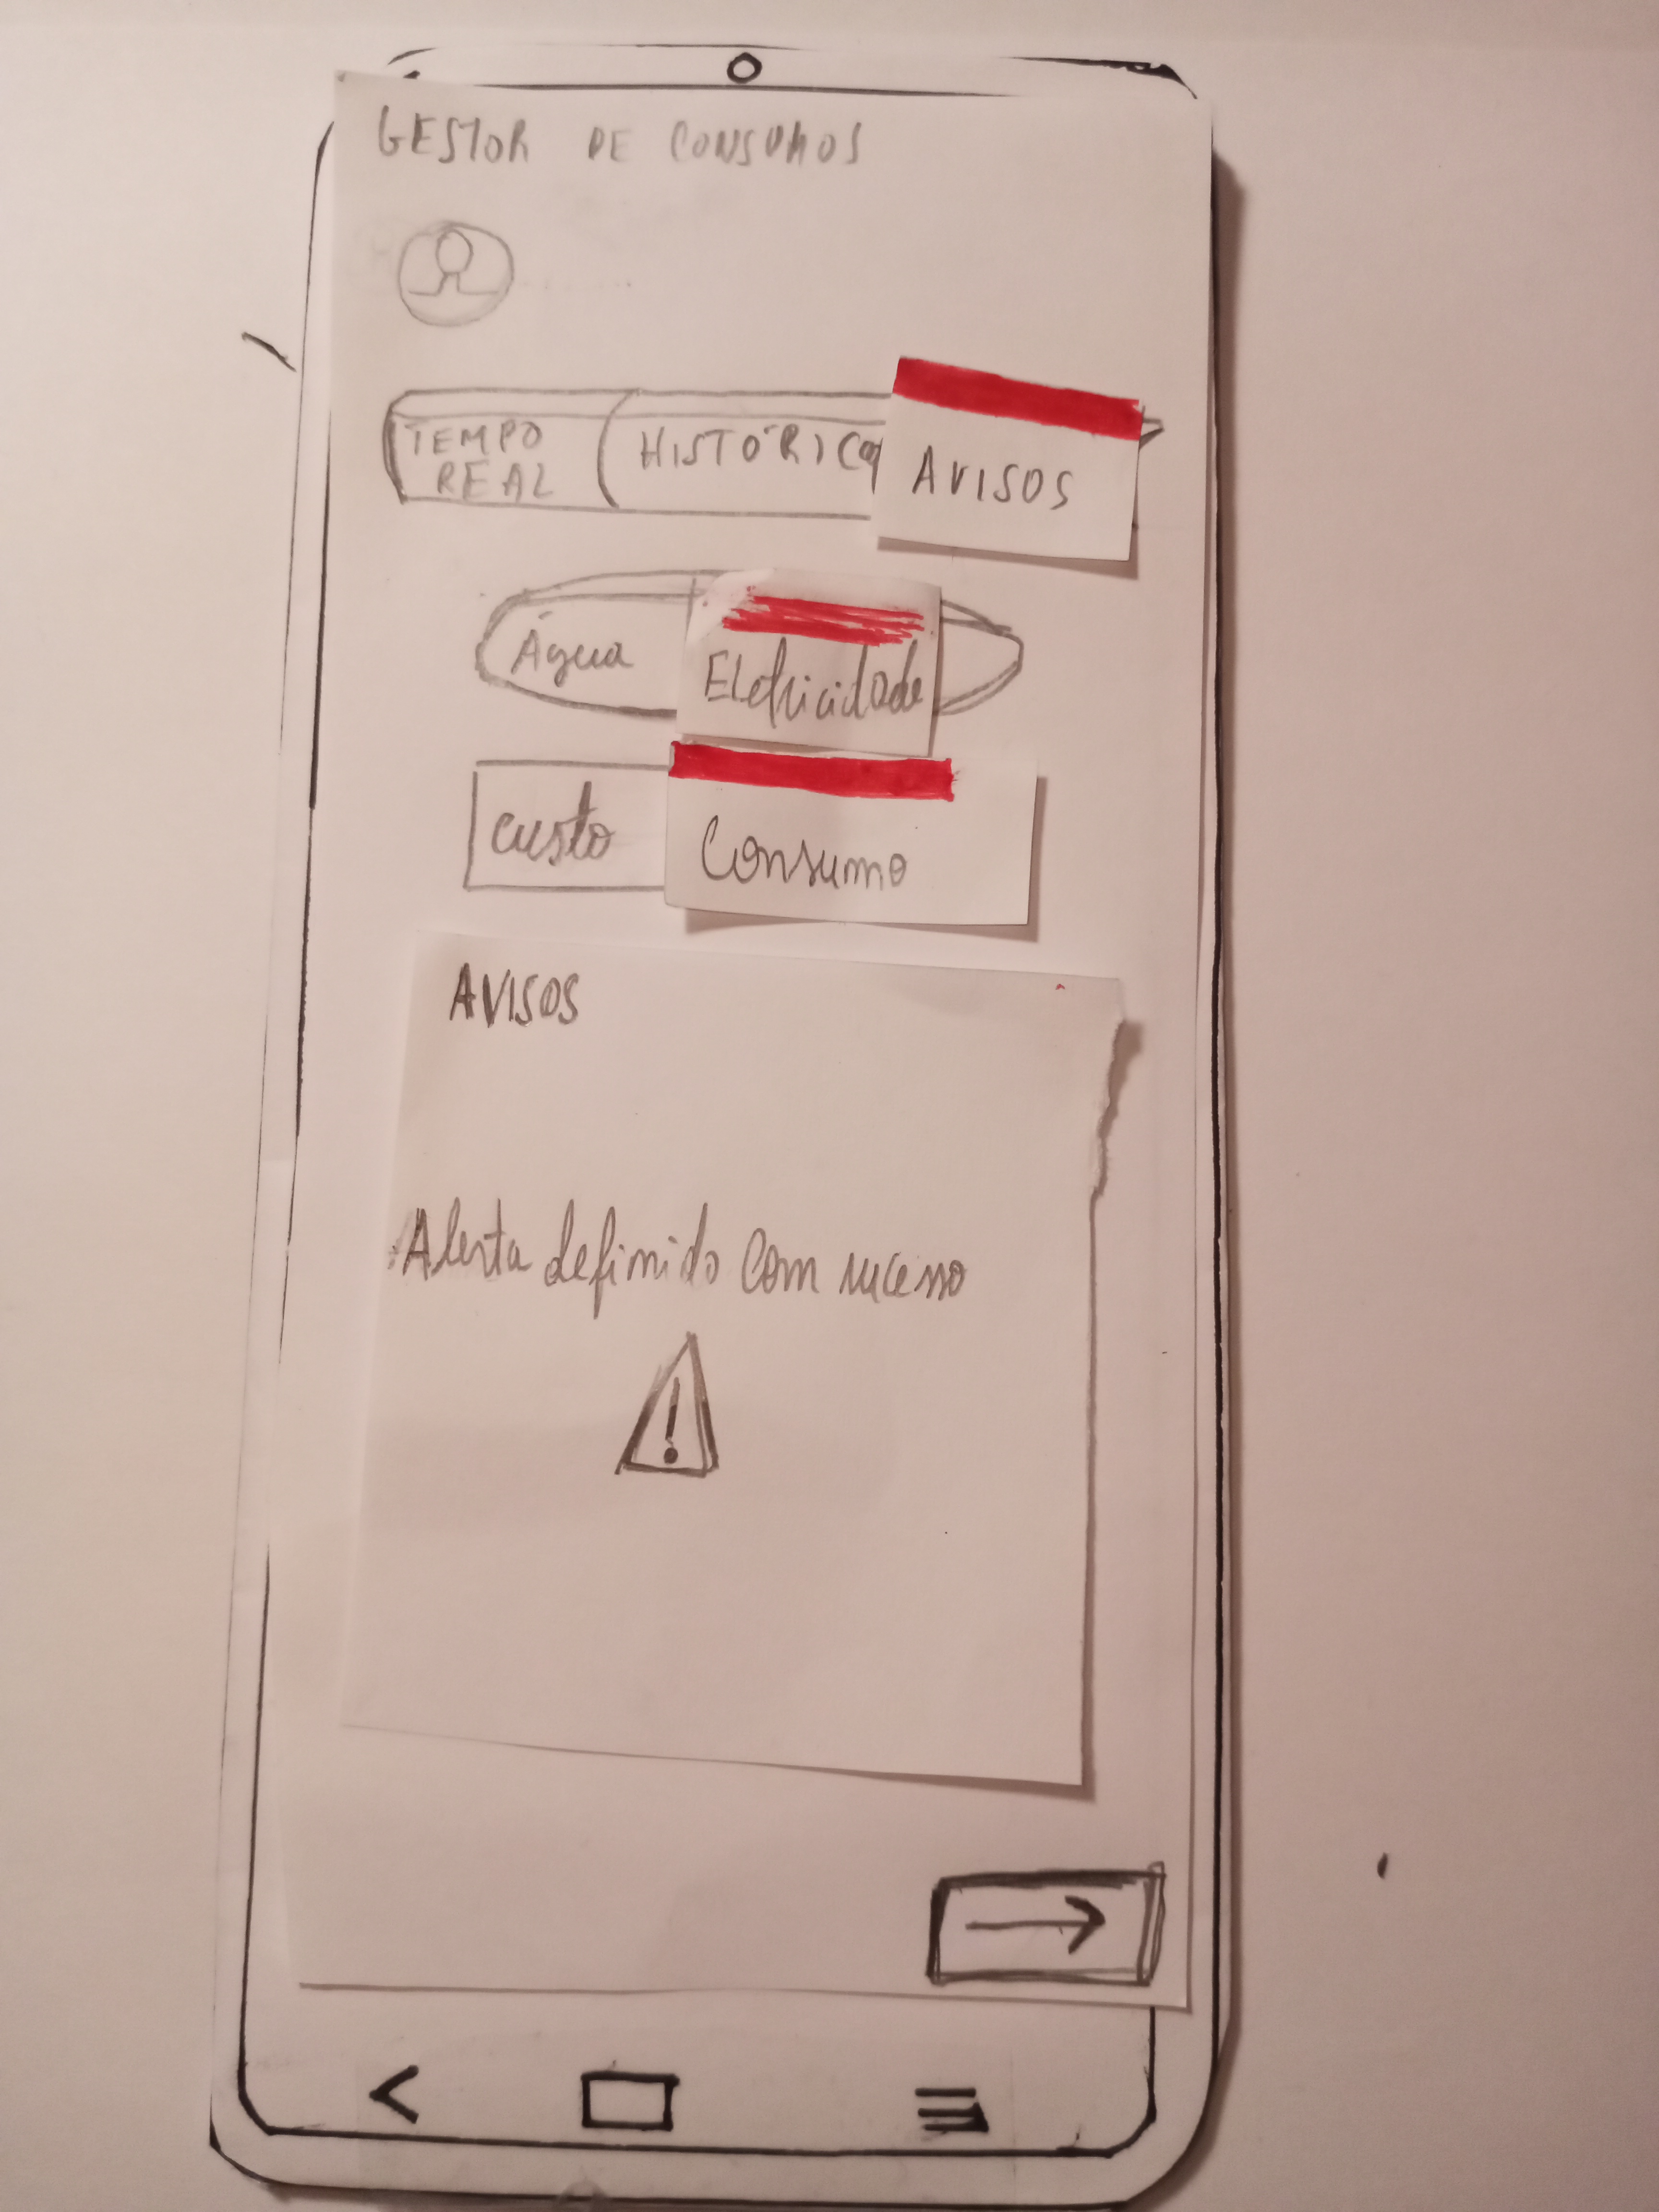 GESTOR DE CONSUMOS
TEMPO
REAL
HISTÓRICO
AVISOS
Água
Eletricidade
custo
Consumo
AVISOS
Alerta definido com sucesso
!